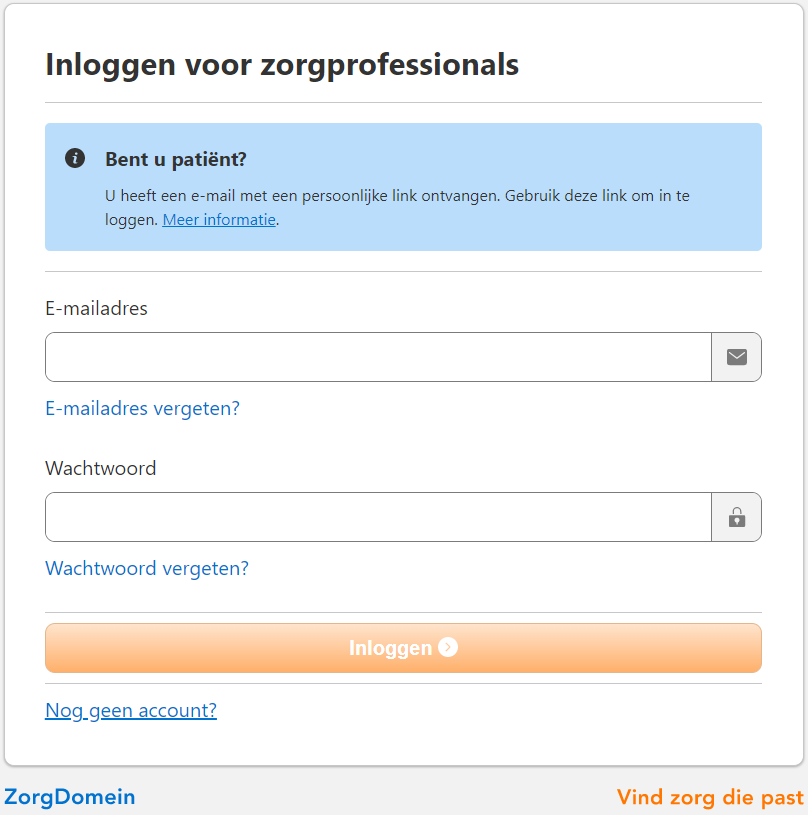 Inloggen voor zorgprofessionals
Bent u patiënt?
U heeft een e-mail met een persoonlijke link ontvangen. Gebruik deze link om in te
loggen. Meer informatie.
E-mailadres
E-mailadres vergeten?
Wachtwoord
Wachtwoord vergeten?
Inloggen
Nog geen account?
ZorgDomein
Vind zorg die past